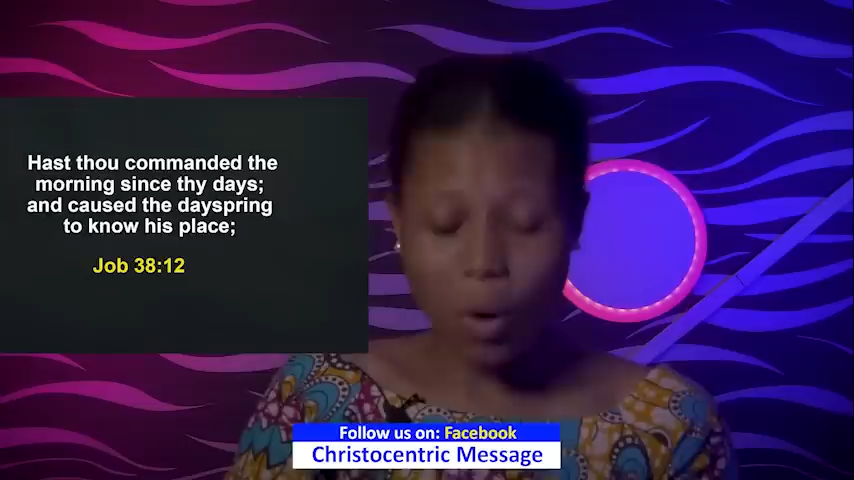 Hast thou commanded the
morning since thy days;
and caused the dayspring
to know his place;
Job 38:12
Follow us on: Facebook
Christocentric Message